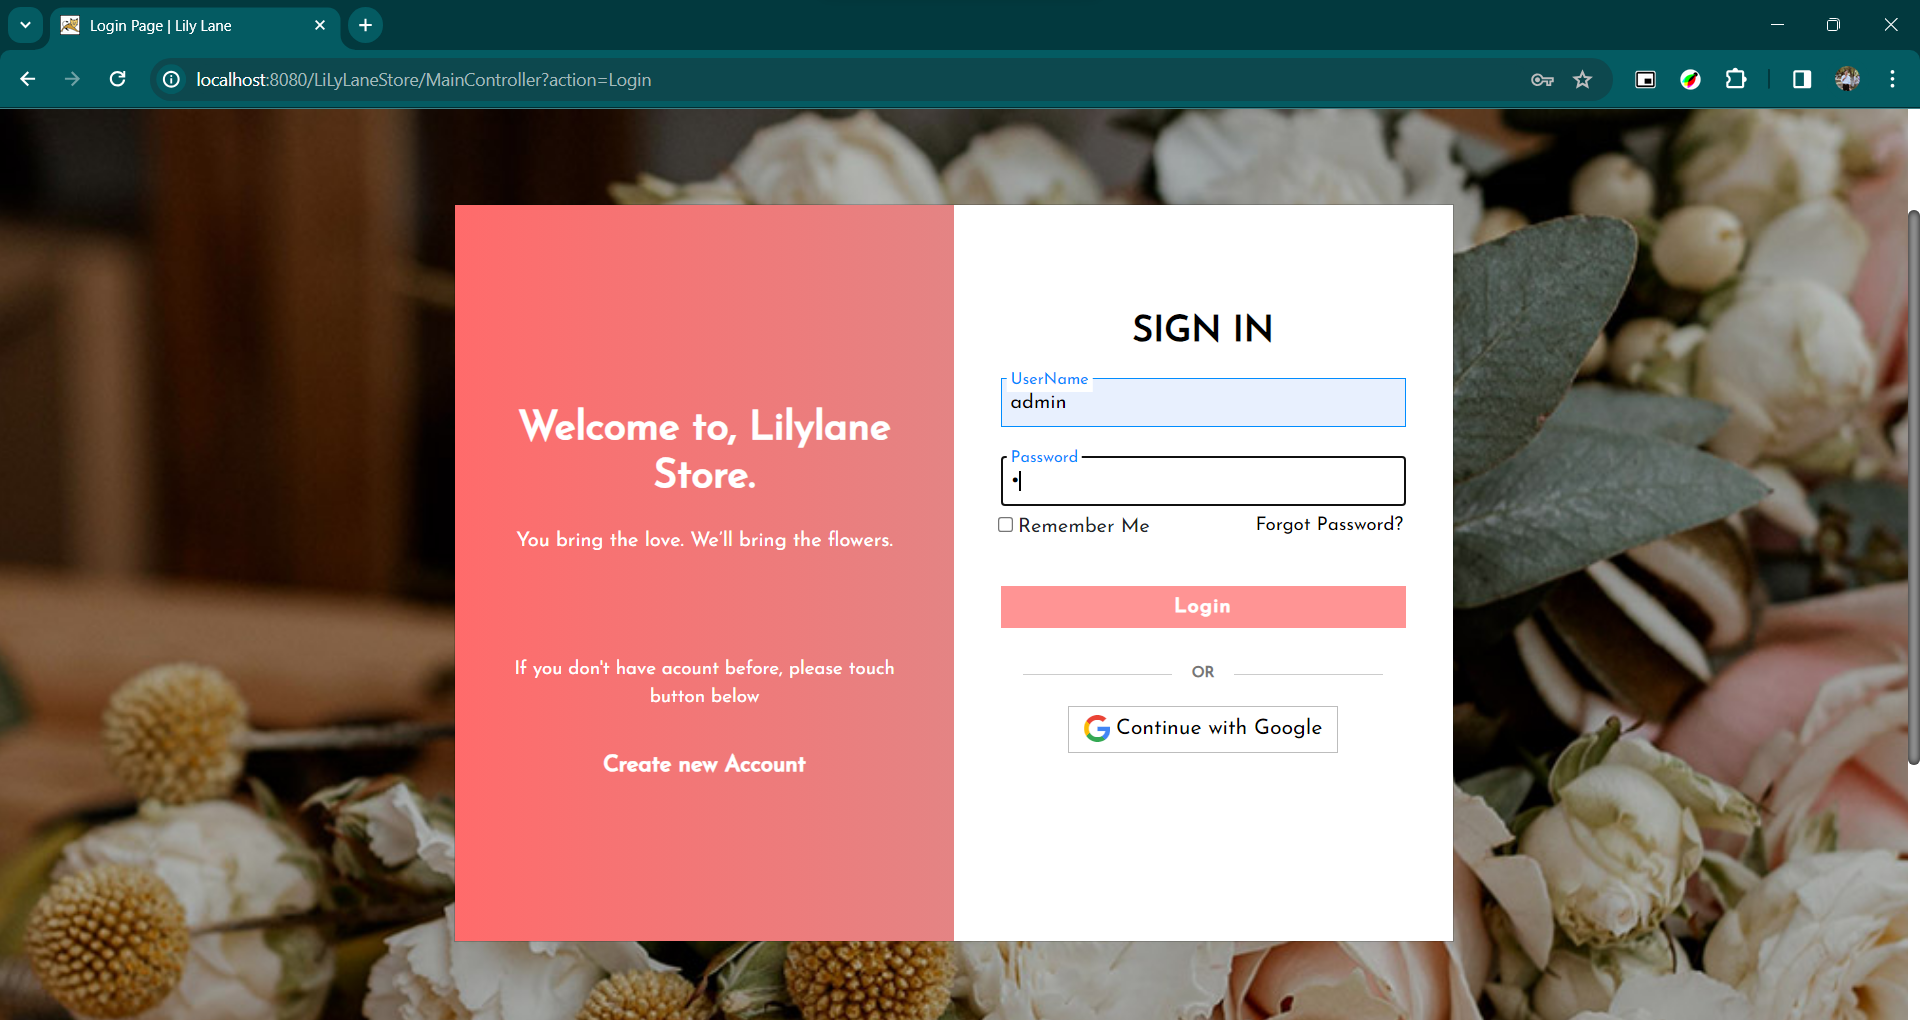 Login Page | Lily Lane
localhost:8080/LiLyLaneStore/MainController?action=Login
Welcome to, Lilylane
Store.
You bring the love. We'll bring the flowers.
If you don't have acount before, please touch
button below
Create new Account
SIGN IN
UserName
admin
Password
Remember Me
Forgot Password?
Login
OR
Continue with Google